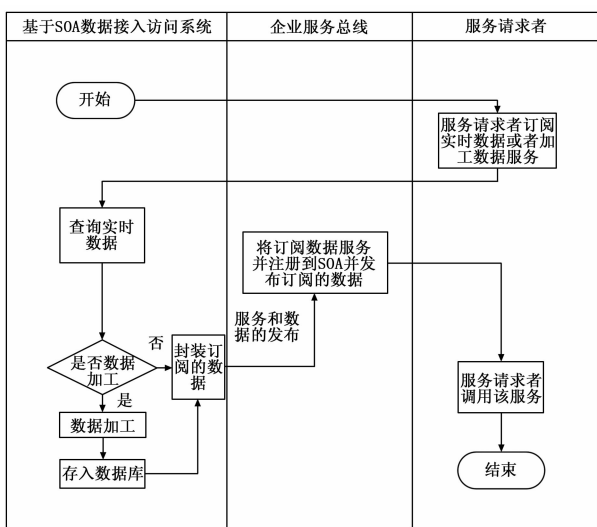 基于SOA数据接入访问系统
企业服务总线
服务请求者
开始
服务请求者订阅
实时数据或者加
工数据服务
查询实时
数据
将订阅数据服务
并注册到SOA并发
布订阅的数据
服务和数
据的发布
否
封装订
阅的数
据
是否数据
加工
是
数据加工
存入数据库
服务请求者
调用该服务
结束